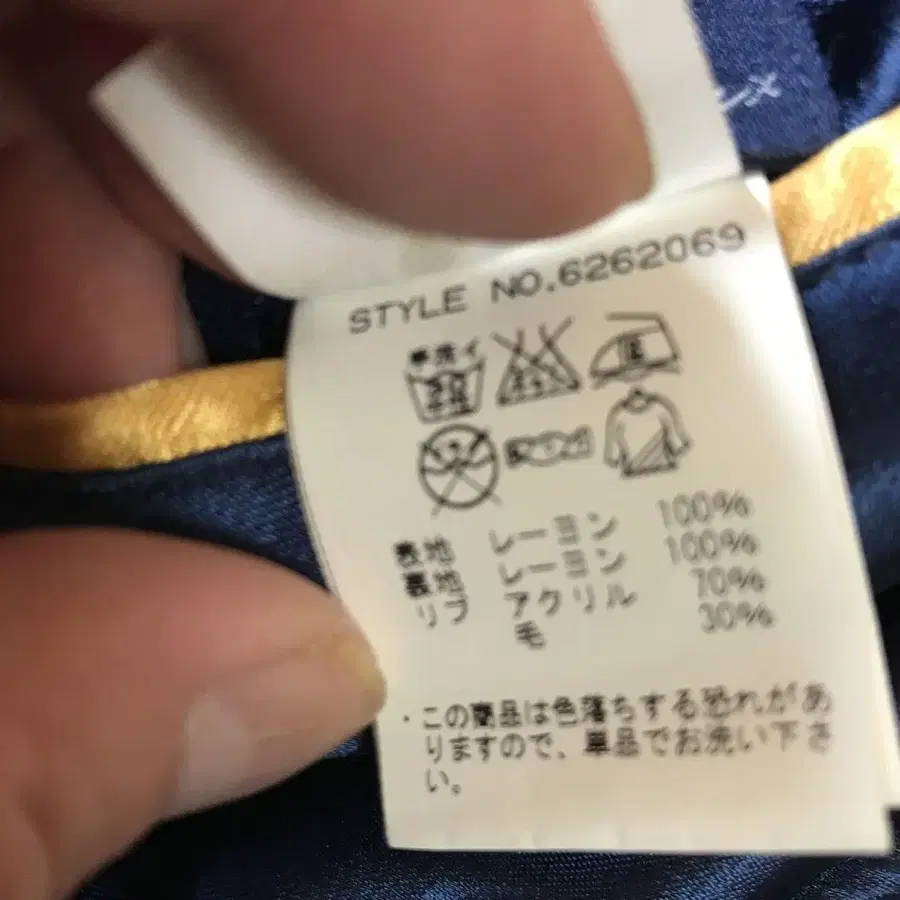 STYLE NO.6262069
手洗イ
表地 レーヨン 100%
裏地 レーヨン 100%
リブ アクリル 70%
毛 30%
・この商品は色落ちする恐れがあ
りますので、単品でお洗い下さ
い。